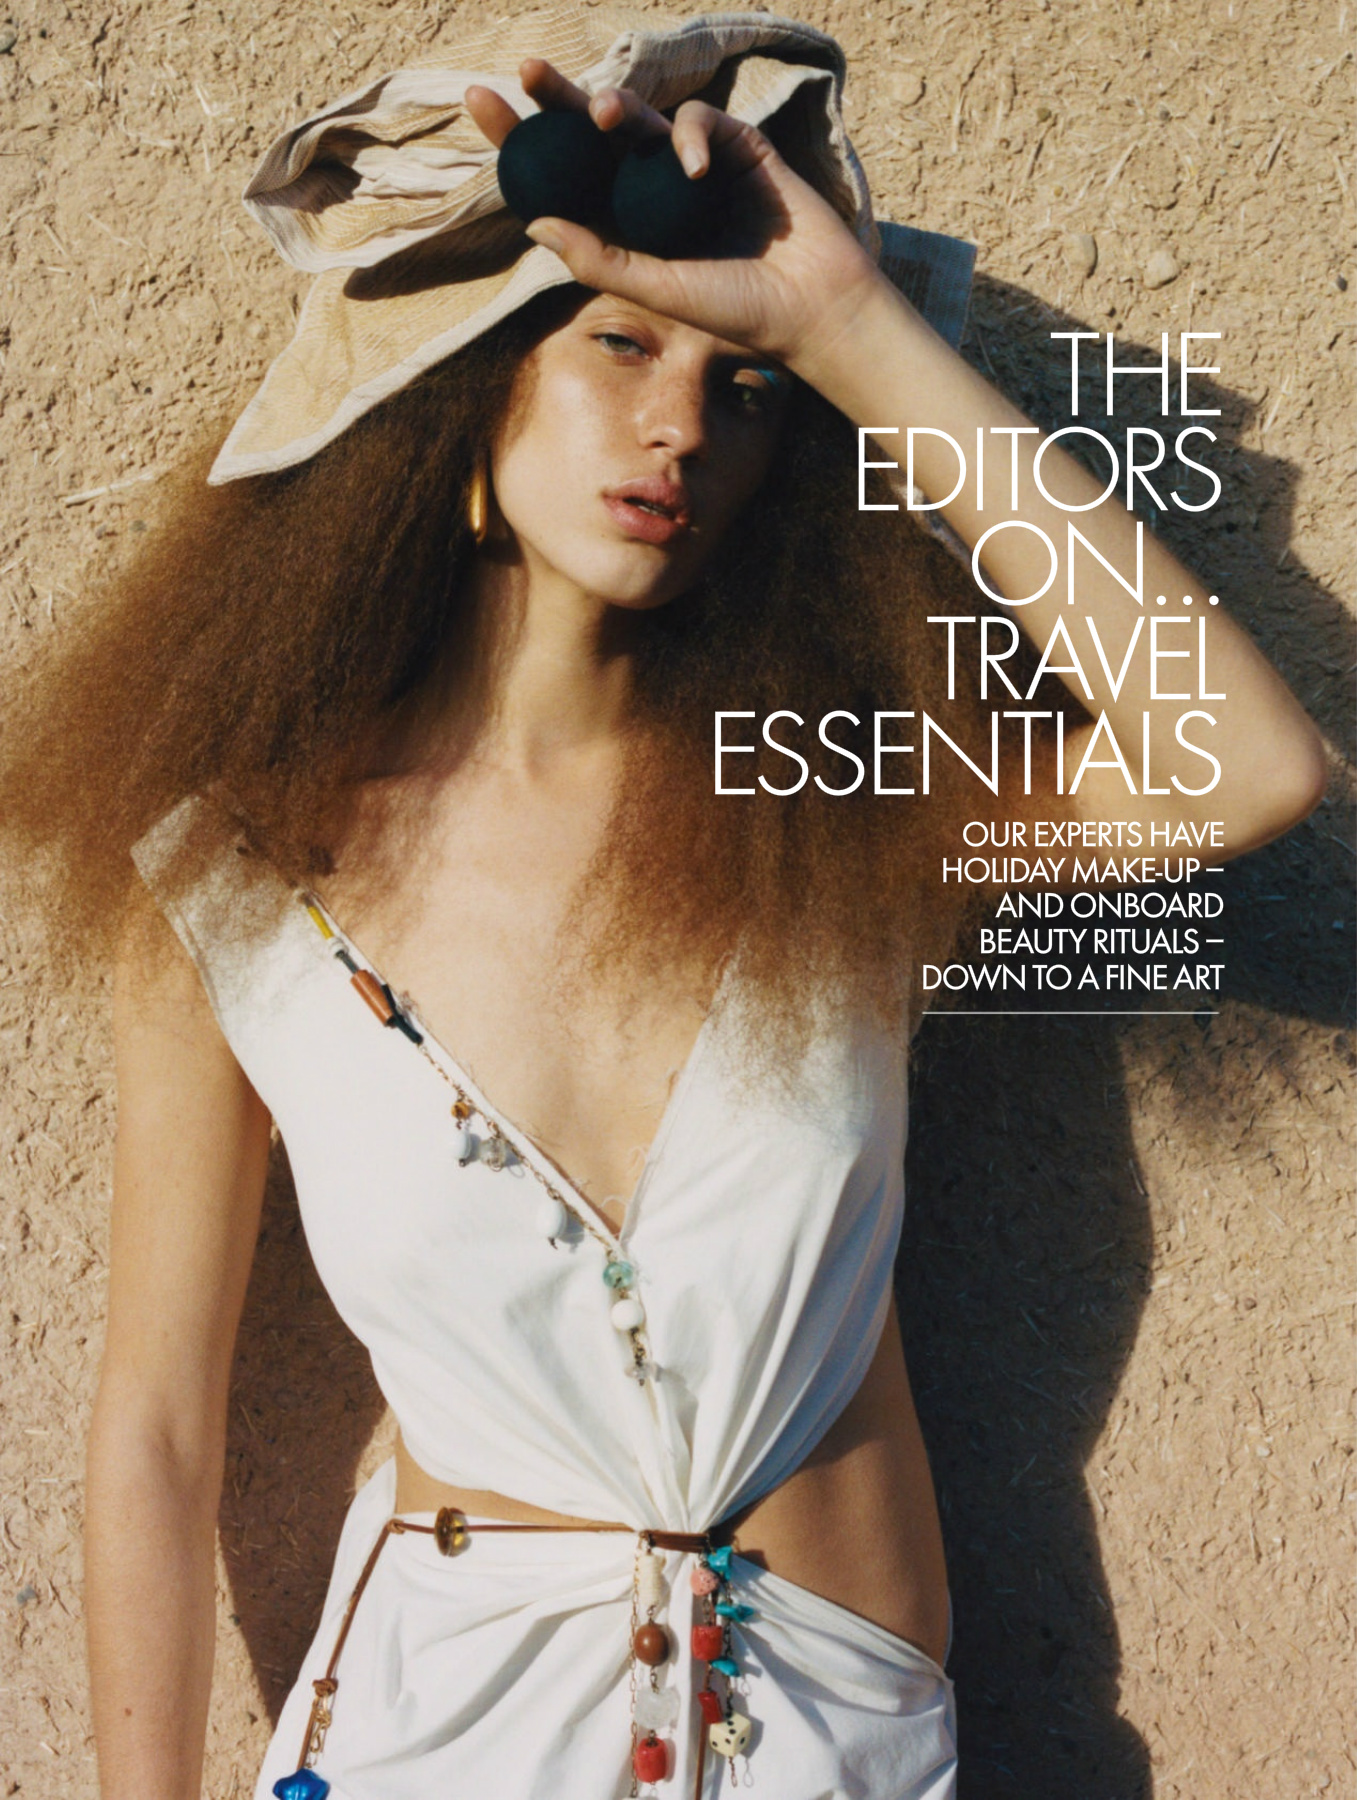 THE
EDITORS
ON...
TRAVEL
ESSENTIALS
OUR EXPERTS HAVE
HOLIDAY MAKE-UP –
AND ONBOARD
BEAUTY RITUALS –
DOWN TO A FINE ART